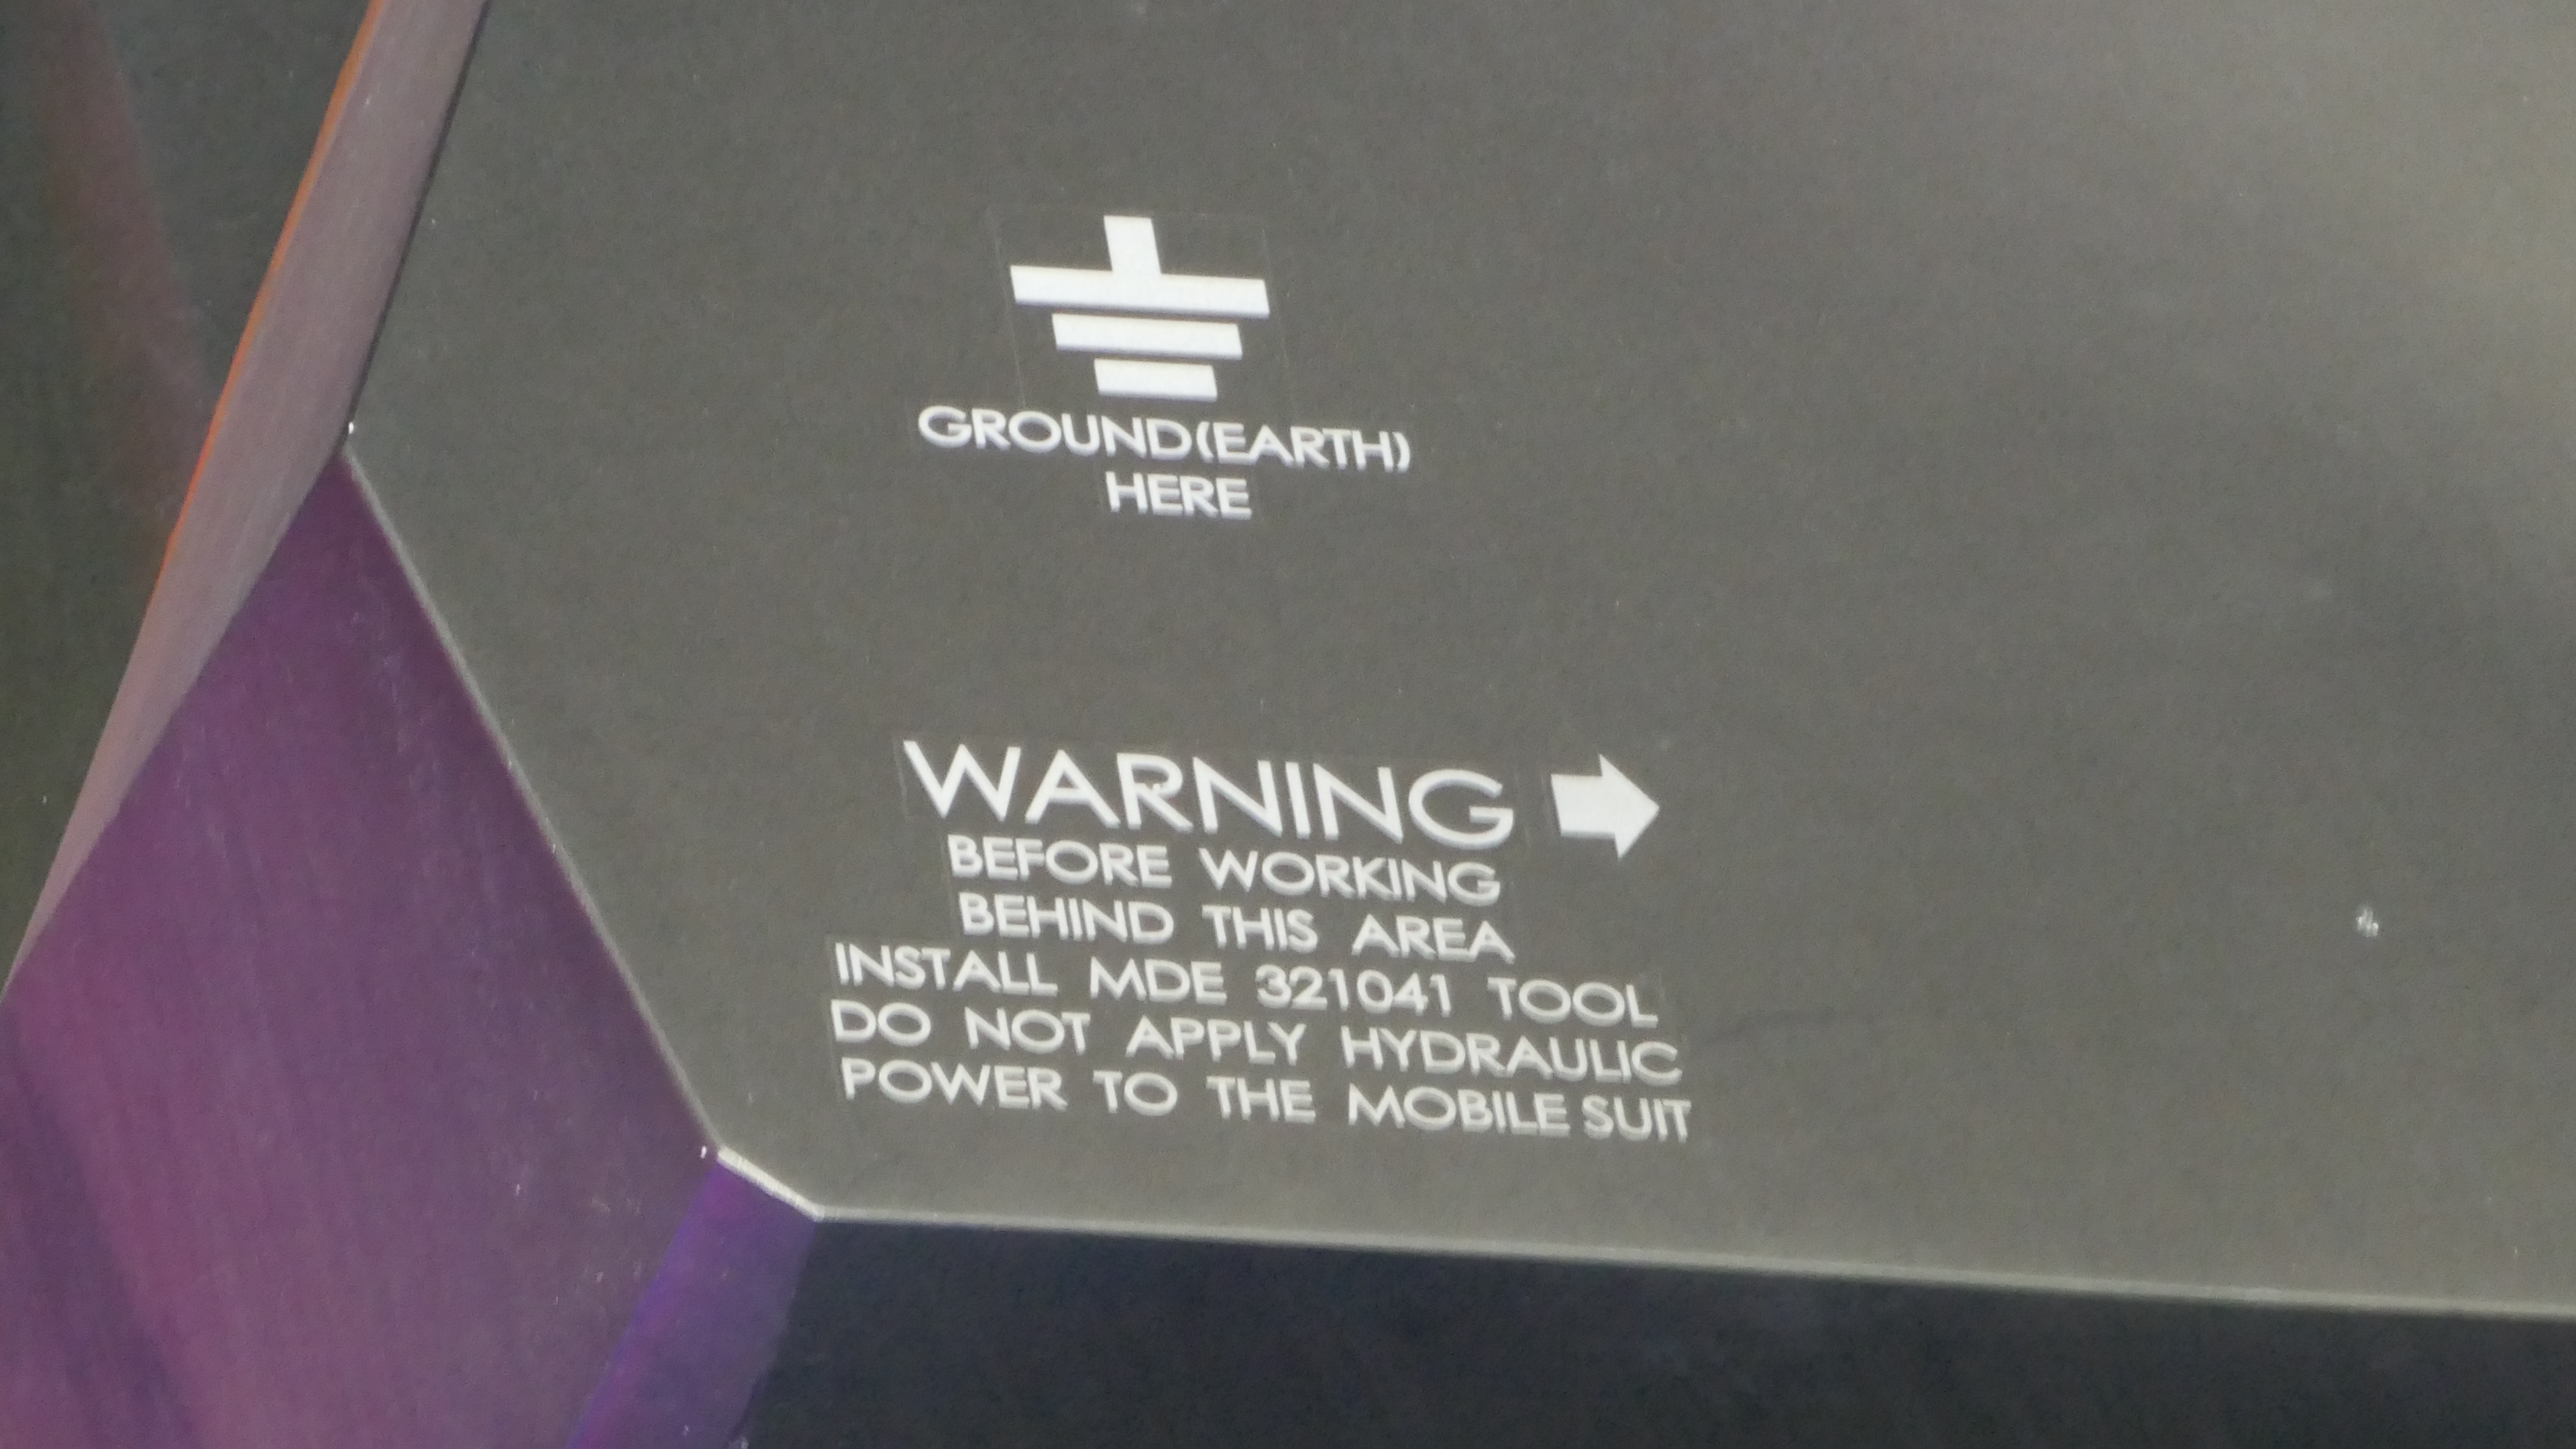 GROUND(EARTH)
HERE
WARNING
BEFORE WORKING
BEHIND THIS AREA
INSTALL MDE 321041 TOOL
DO NOT APPLY HYDRAULIC
POWER TO THE MOBILE SUIT